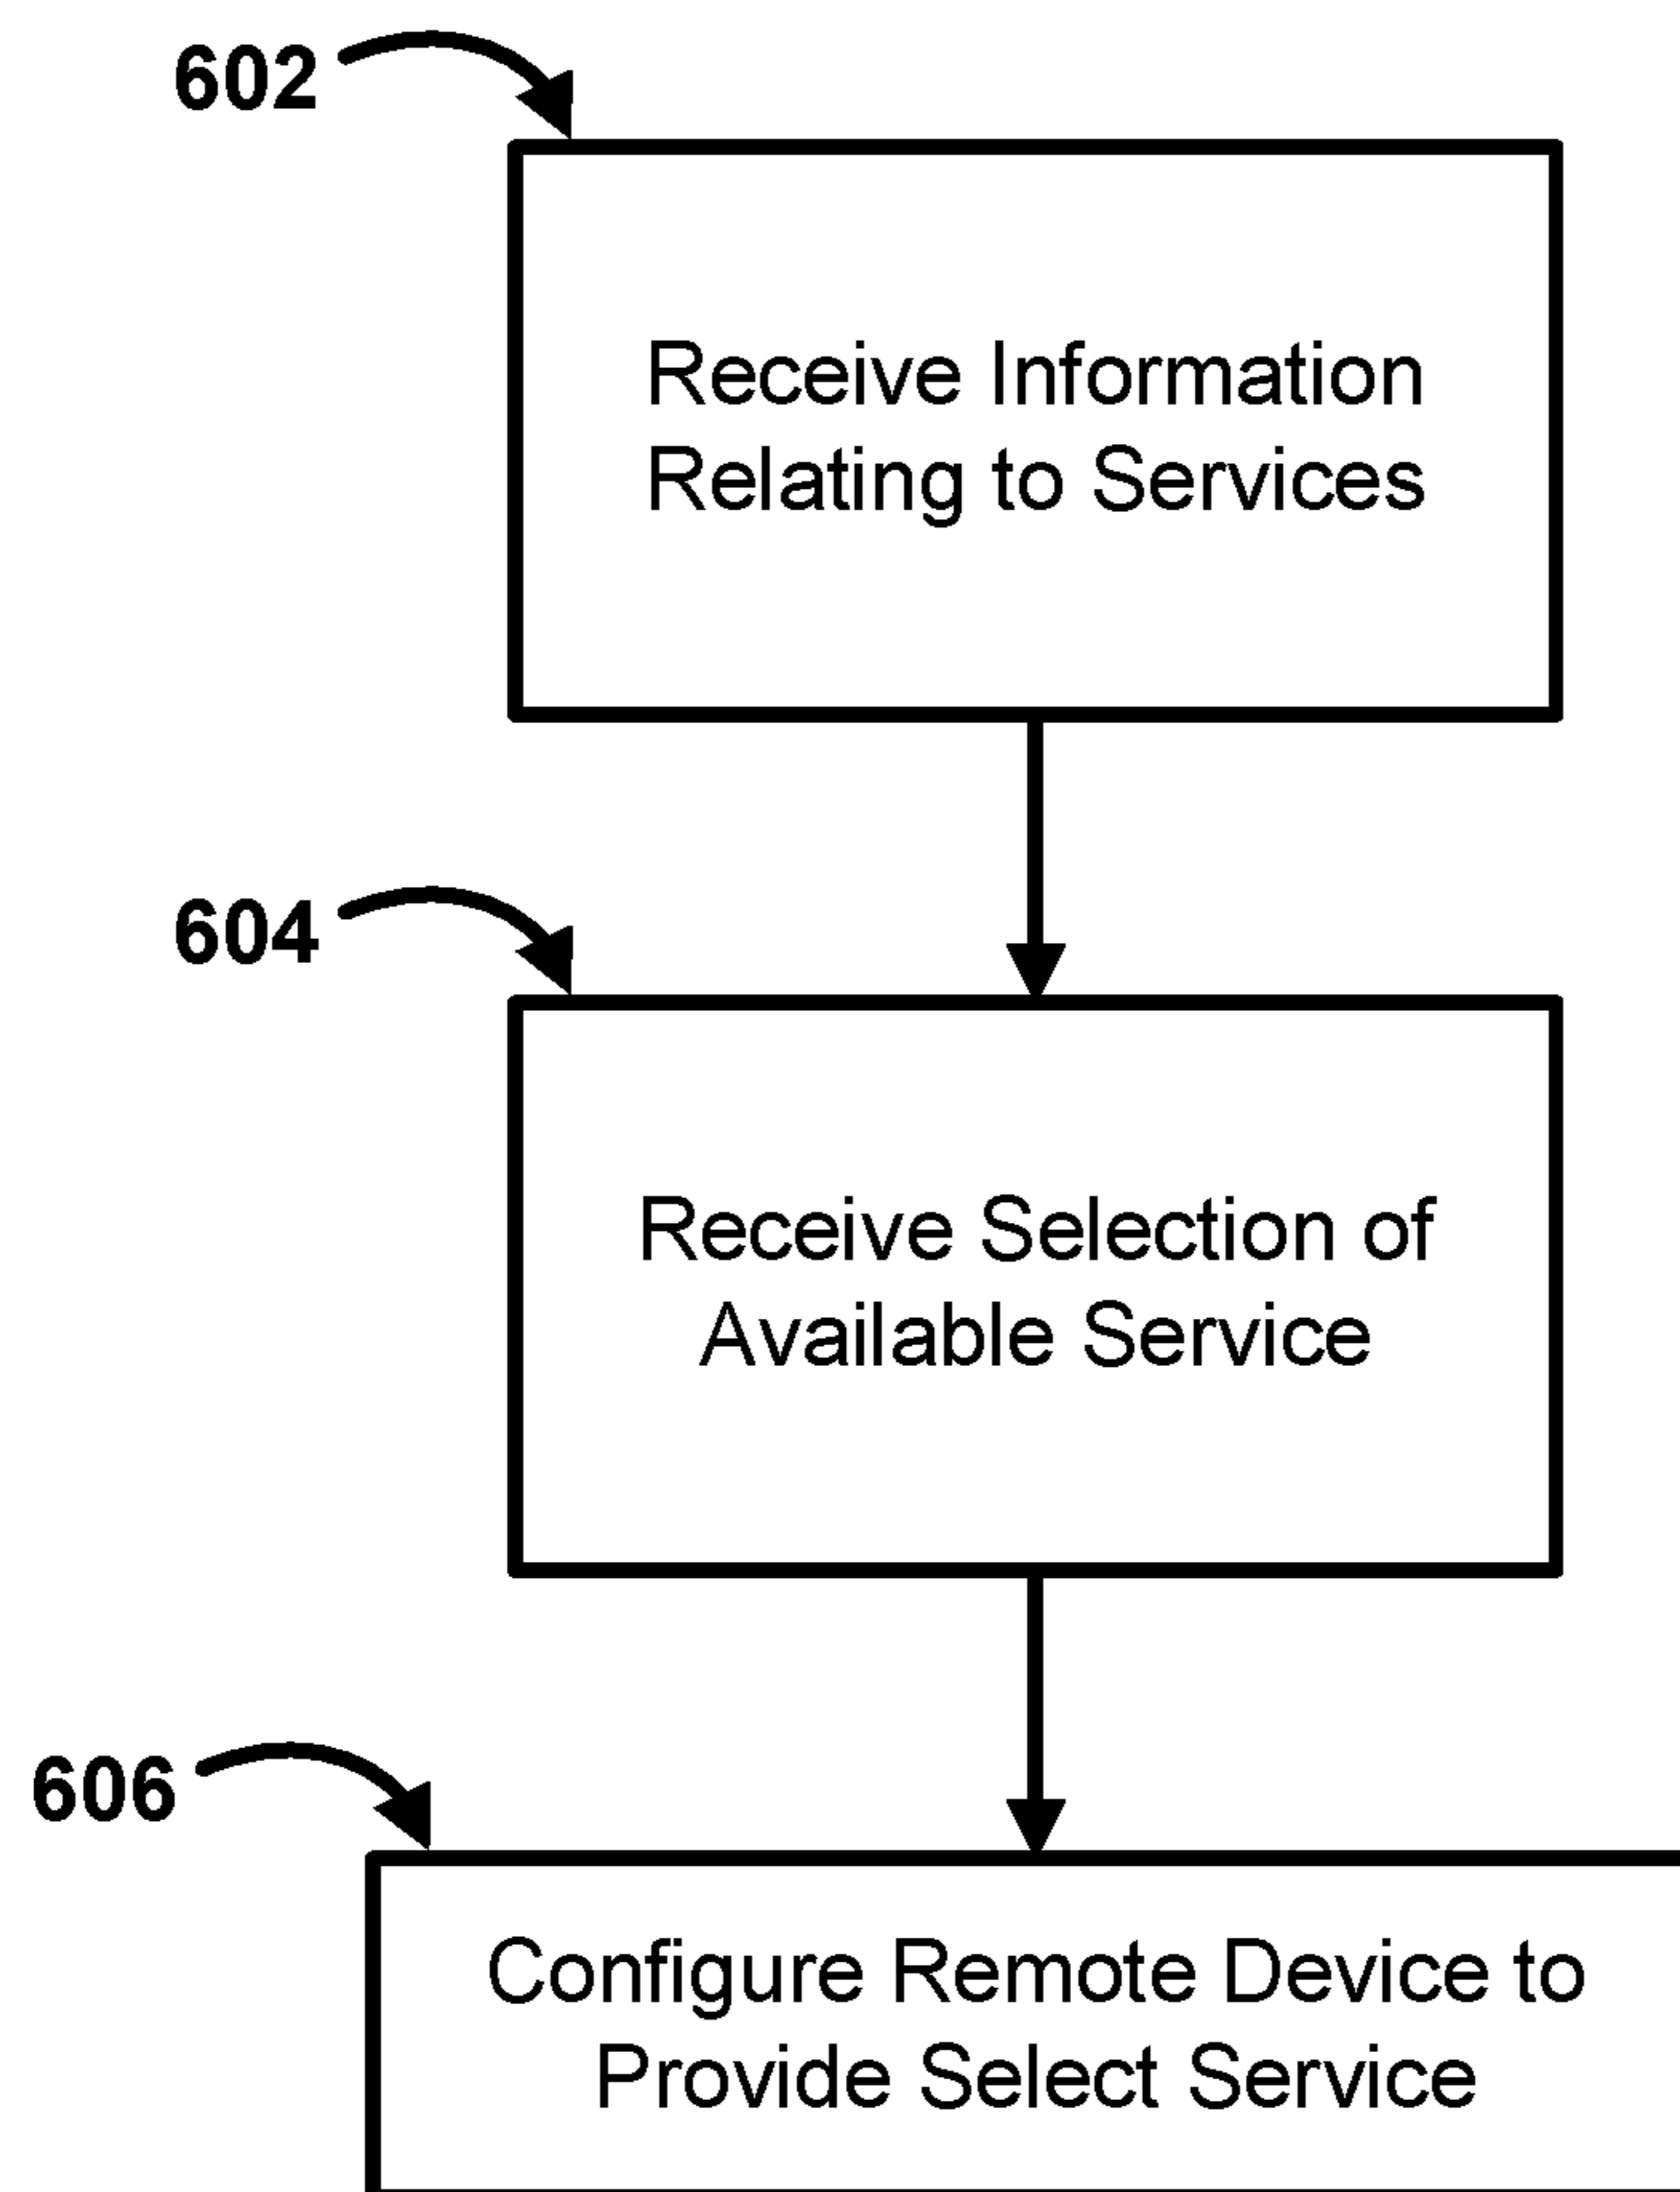 602
Receive Information
Relating to Services
604
Receive Selection of
Available Service
606
Configure Remote Device to
Provide Select Service